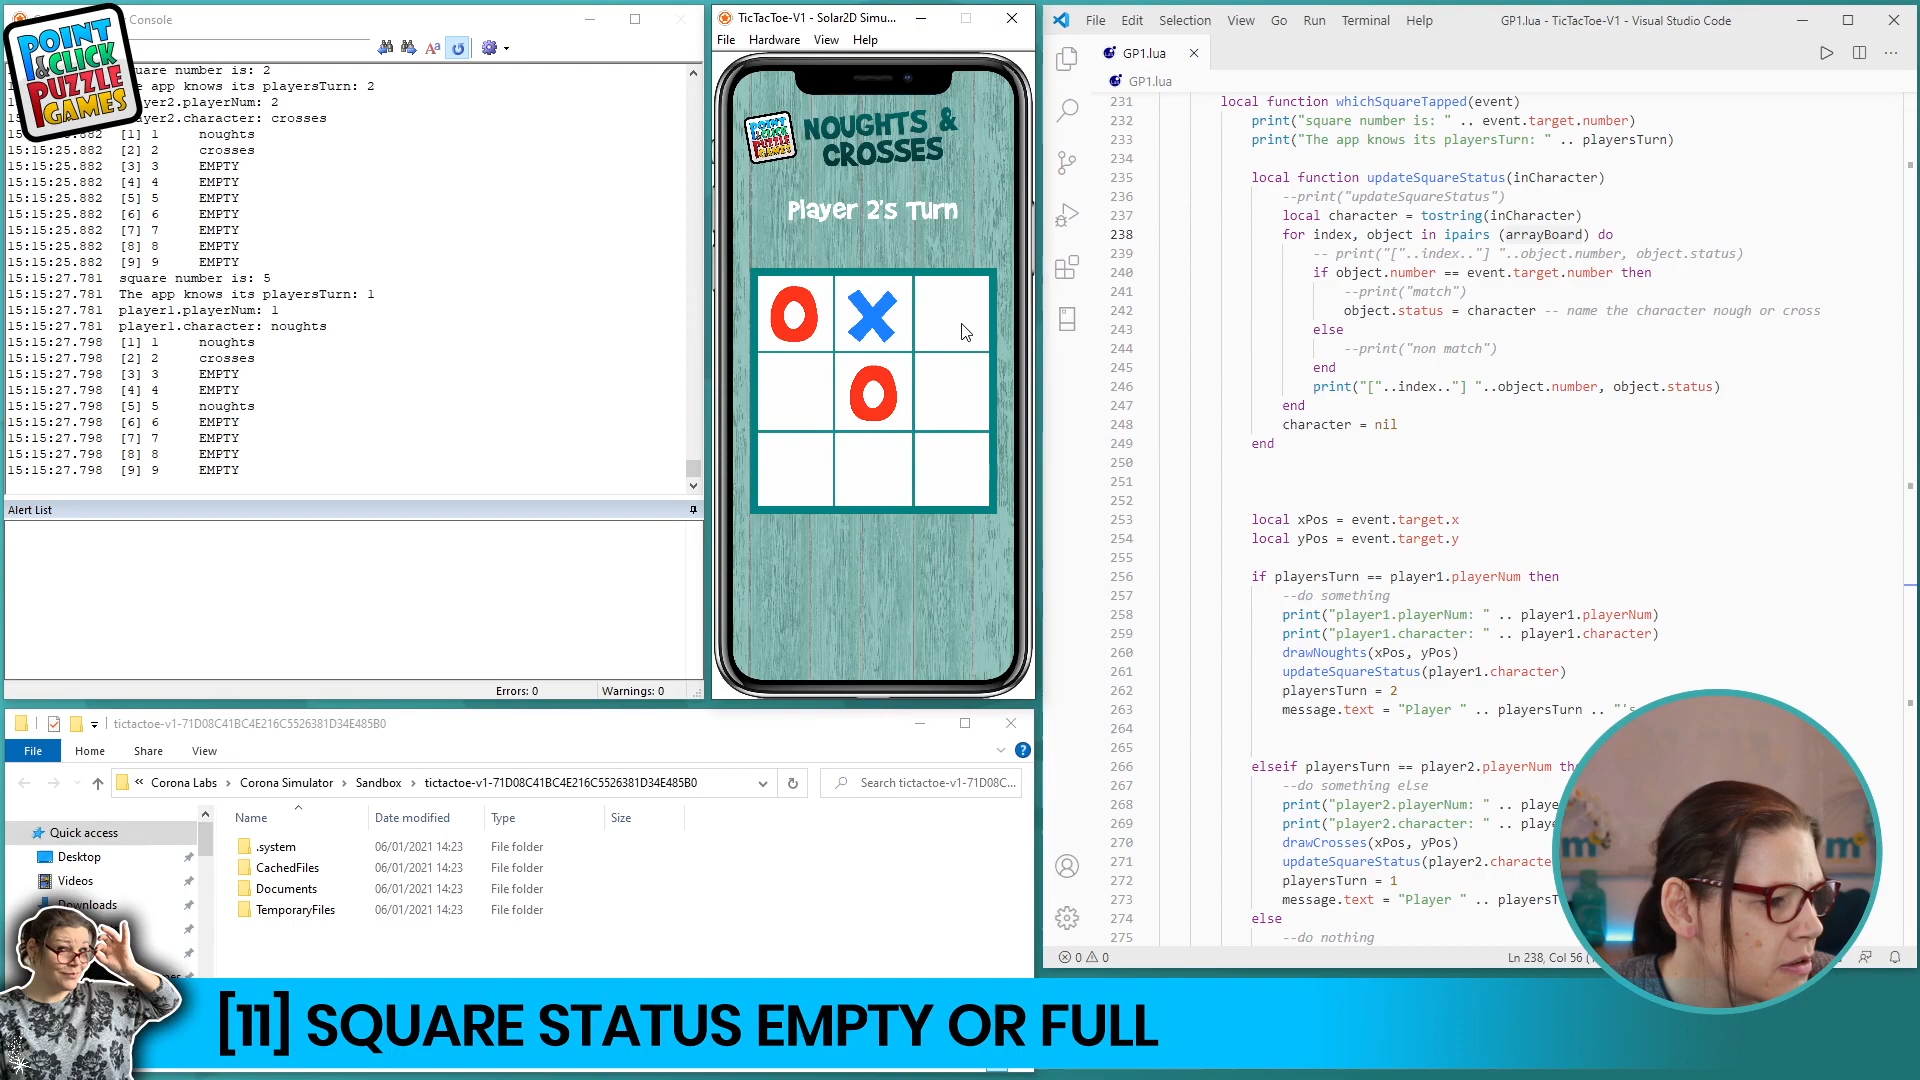 Console
POINT
&CLICK
PUZZLE
GAMES
square number is: 2
app knows its playersTurn: 2
yer2.playerNum: 2
yer2.character: crosses
15:15:25.882 [1] 1 noughts
15:15:25.882 [2] 2 crosses
15:15:25.882 [3] 3 EMPTY
15:15:25.882 [4] 4 EMPTY
15:15:25.882 [5] 5 EMPTY
15:15:25.882 [6] 6 EMPTY
15:15:25.882 [7] 7 EMPTY
15:15:25.882 [8] 8 EMPTY
15:15:25.882 [9] 9 EMPTY
15:15:27.781 square number is: 5
15:15:27.781 The app knows its playersTurn: 1
15:15:27.781 player1.playerNum: 1
15:15:27.781 player1.character: noughts
15:15:27.798 [1] 1 noughts
15:15:27.798 [2] 2 crosses
15:15:27.798 [3] 3 EMPTY
15:15:27.798 [4] 4 EMPTY
15:15:27.798 [5] 5 noughts
15:15:27.798 [6] 6 EMPTY
15:15:27.798 [7] 7 EMPTY
15:15:27.798 [8] 8 EMPTY
15:15:27.798 [9] 9 EMPTY
Alert List
Errors: 0 Warnings: 0
TicTacToe-V1 - Solar2D Simu...
File Hardware View Help
POINT
&CLICK
PUZZLE
GAMES
NOUGHTS &
CROSSES
Player 2's Turn
File Edit Selection View Go Run Terminal Help GP1.lua - TicTacToe-V1 - Visual Studio Code
GP1.lua
GP1.lua
231 local function whichSquareTapped(event)
232 print("square number is: " .. event.target.number)
233 print("The app knows its playersTurn: " .. playersTurn)
234
235 local function updateSquareStatus(inCharacter)
236 --print("updateSquareStatus")
237 local character = tostring(inCharacter)
238 for index, object in ipairs (arrayBoard) do
239 -- print("["..index.."] "..object.number, object.status)
240 if object.number == event.target.number then
241 --print("match")
242 object.status = character -- name the character nough or cross
243 else
244 --print("non match")
245 end
246 print("["..index.."] "..object.number, object.status)
247 end
248 character = nil
249 end
250
251
252
253 local xPos = event.target.x
254 local yPos = event.target.y
255
256 if playersTurn == player1.playerNum then
257 --do something
258 print("player1.playerNum: " .. player1.playerNum)
259 print("player1.character: " .. player1.character)
260 drawNoughts(xPos, yPos)
261 updateSquareStatus(player1.character)
262 playersTurn = 2
263 message.text = "Player " .. playersTurn .. "'s
264
265
266 elseif playersTurn == player2.playerNum the
267 --do something else
268 print("player2.playerNum: " .. playe
269 print("player2.character: " .. playe
270 drawCrosses(xPos, yPos)
271 updateSquareStatus(player2.characte
272 playersTurn = 1
273 message.text = "Player " .. playersT
274 else
275 --do nothing
0 0 Ln 238, Col 56
tictactoe-v1-71D08C41BC4E216C5526381D34E485B0
File Home Share View
« Corona Labs › Corona Simulator › Sandbox › tictactoe-v1-71D08C41BC4E216C5526381D34E485B0
Search tictactoe-v1-71D08C...
Name Date modified Type Size
Quick access
Desktop
Videos
Downloads
.system 06/01/2021 14:23 File folder
CachedFiles 06/01/2021 14:23 File folder
Documents 06/01/2021 14:23 File folder
TemporaryFiles 06/01/2021 14:23 File folder
[11] SQUARE STATUS EMPTY OR FULL